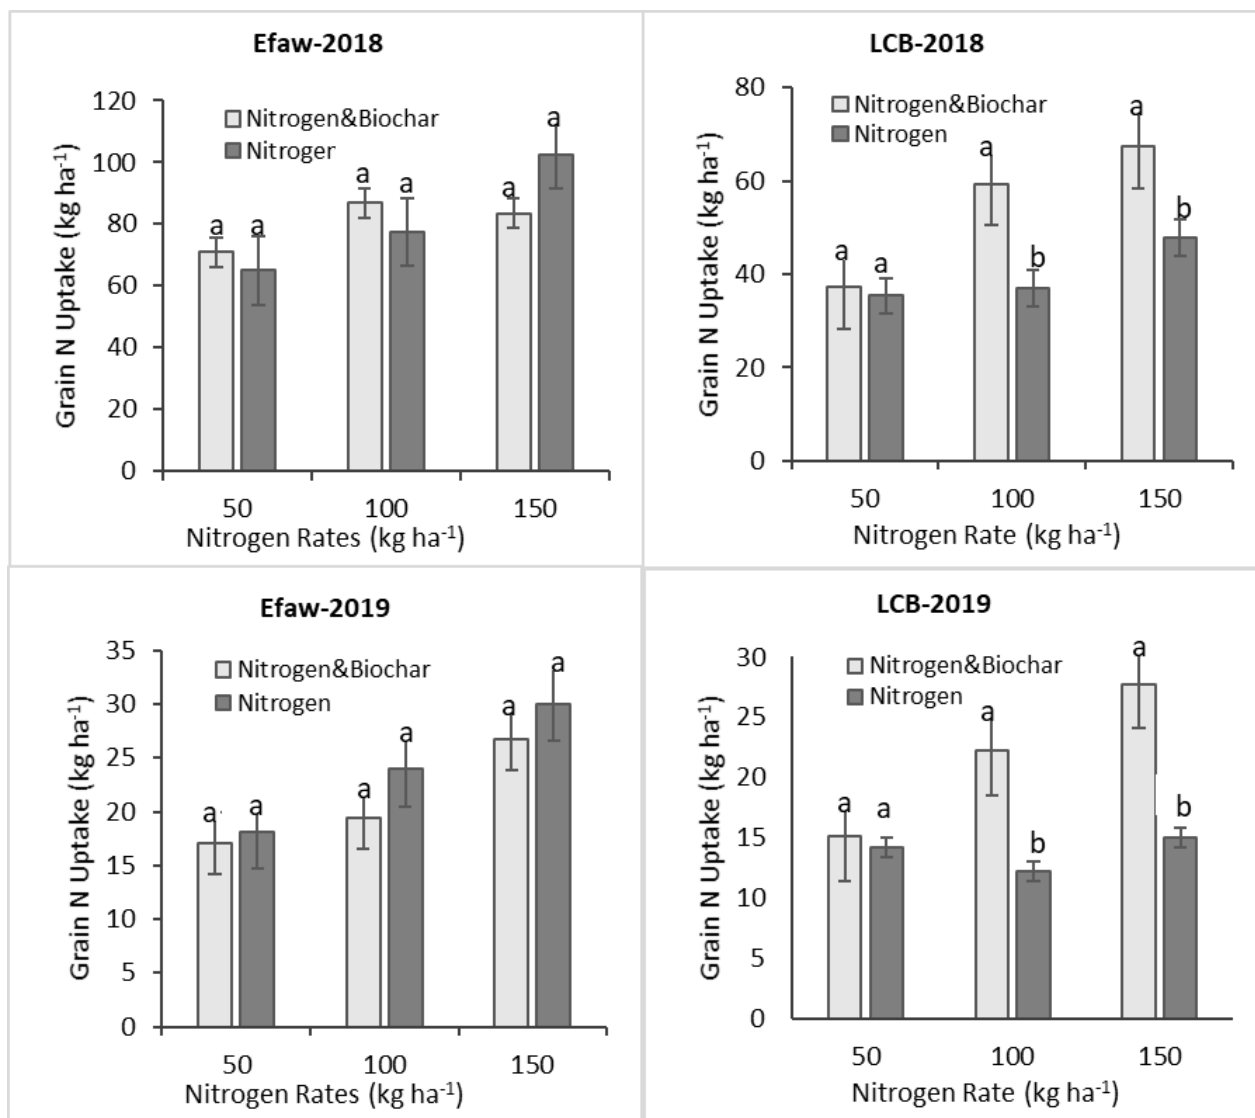 Efaw-2018
Grain N Uptake (kg ha⁻¹)
120
100
80
60
40
20
0
Nitrogen&Biochar
Nitroger
a
a
a
a
a
a
50
100
150
Nitrogen Rates (kg ha⁻¹)
LCB-2018
Grain N Uptake (kg ha⁻¹)
80
60
40
20
0
Nitrogen&Biochar
Nitrogen
a
a
a
b
a
b
50
100
150
Nitrogen Rate (kg ha⁻¹)
Efaw-2019
Grain N Uptake (kg ha⁻¹)
35
30
25
20
15
10
5
0
Nitrogen&Biochar
Nitrogen
a
a
a
a
a
a
50
100
150
Nitrogen Rates (kg ha⁻¹)
LCB-2019
Grain N Uptake (kg ha⁻¹)
30
25
20
15
10
5
0
Nitrogen&Biochar
Nitrogen
a
a
a
b
a
b
50
100
150
Nitrogen Rate (kg ha⁻¹)